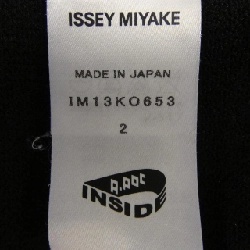 ISSEY MIYAKE
MADE IN JAPAN
IM13KO653
2
A.POC
INSIDE